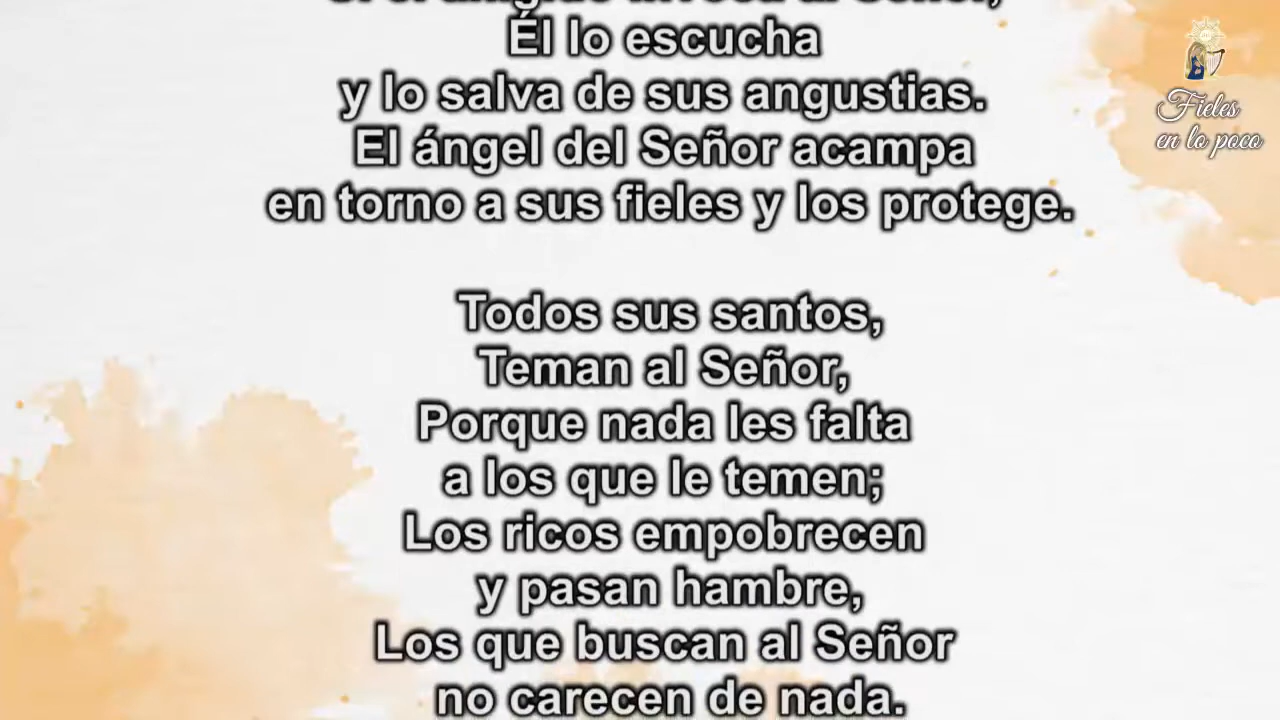 Él lo escucha
y lo salva de sus angustias.
El ángel del Señor acampa
en torno a sus fieles y los protege.
Todos sus santos,
Teman al Señor,
Porque nada les falta
a los que le temen;
Los ricos empobrecen
y pasan hambre,
Los que buscan al Señor
no carecen de nada.
Fieles
en lo poco